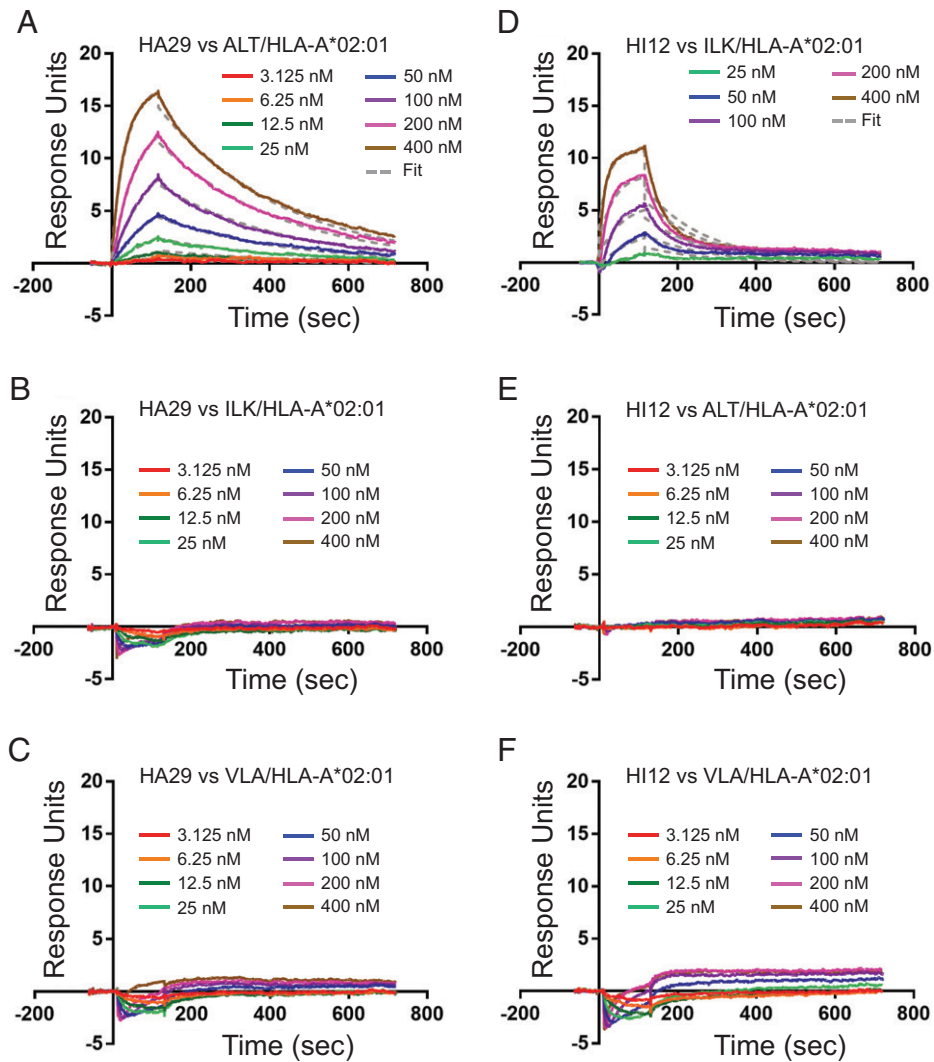 A
HA29 vs ALT/HLA-A*02:01
3.125 nM
6.25 nM
12.5 nM
25 nM
50 nM
100 nM
200 nM
400 nM
Fit
Response Units
20
15
10
5
-5
-200
200
400
600
800
Time (sec)
D
HI12 vs ILK/HLA-A*02:01
25 nM
50 nM
100 nM
200 nM
400 nM
Fit
Response Units
20
15
10
5
-5
-200
200
400
600
800
Time (sec)
B
HA29 vs ILK/HLA-A*02:01
3.125 nM
6.25 nM
12.5 nM
25 nM
50 nM
100 nM
200 nM
400 nM
Response Units
20
15
10
5
-5
-200
200
400
600
800
Time (sec)
E
HI12 vs ALT/HLA-A*02:01
3.125 nM
6.25 nM
12.5 nM
25 nM
50 nM
100 nM
200 nM
400 nM
Response Units
20
15
10
5
-5
-200
200
400
600
800
Time (sec)
C
HA29 vs VLA/HLA-A*02:01
3.125 nM
6.25 nM
12.5 nM
25 nM
50 nM
100 nM
200 nM
400 nM
Response Units
20
15
10
5
-5
-200
200
400
600
800
Time (sec)
F
HI12 vs VLA/HLA-A*02:01
3.125 nM
6.25 nM
12.5 nM
25 nM
50 nM
100 nM
200 nM
400 nM
Response Units
20
15
10
5
-5
-200
200
400
600
800
Time (sec)